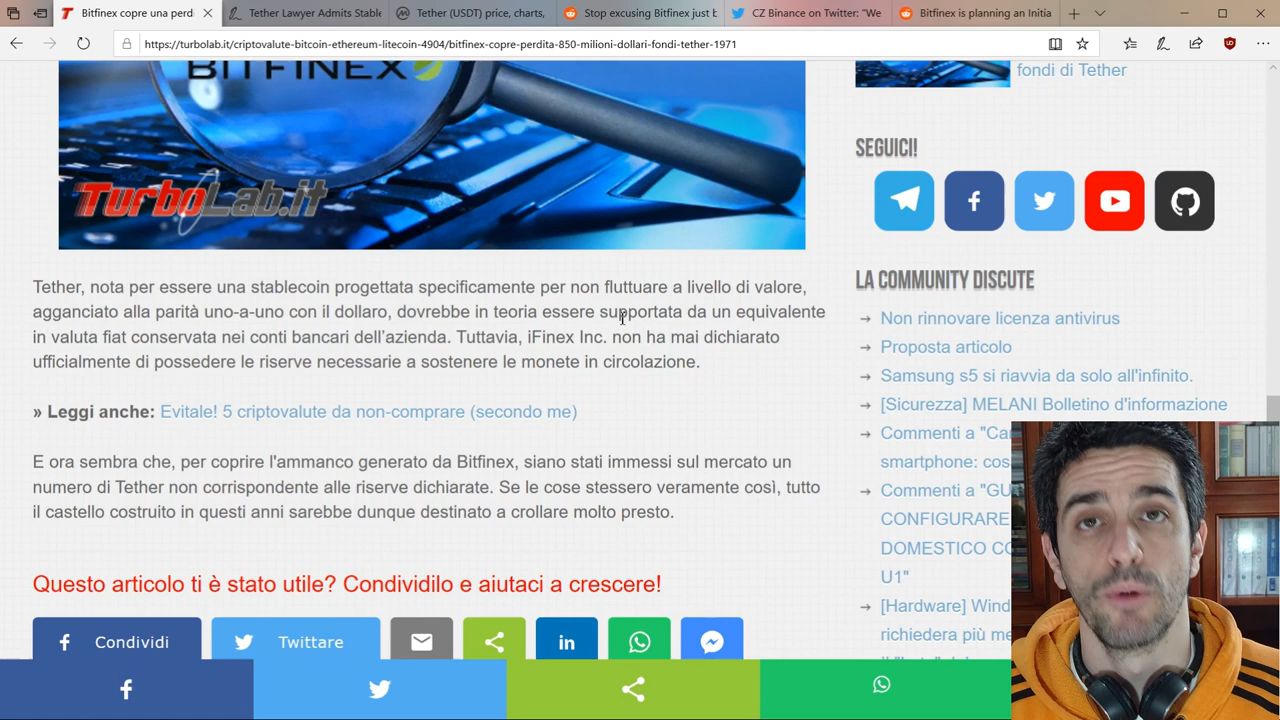 Bitfinex copre una perd
Tether Lawyer Admits Stable
Tether (USDT) price, charts,
Stop excusing Bitfinex just b
CZ Binance on Twitter: "We
Bitfinex is planning an Initia
https://turbolab.it/criptovalute-bitcoin-ethereum-litecoin-4904/bitfinex-copre-perdita-850-milioni-dollari-fondi-tether-1971
BITFINEX
TurboLab.it
Tether, nota per essere una stablecoin progettata specificamente per non fluttuare a livello di valore,
agganciato alla parità uno-a-uno con il dollaro, dovrebbe in teoria essere supportata da un equivalente
in valuta fiat conservata nei conti bancari dell'azienda. Tuttavia, iFinex Inc. non ha mai dichiarato
ufficialmente di possedere le riserve necessarie a sostenere le monete in circolazione.
» Leggi anche: Evitale! 5 criptovalute da non-comprare (secondo me)
E ora sembra che, per coprire l'ammanco generato da Bitfinex, siano stati immessi sul mercato un
numero di Tether non corrispondente alle riserve dichiarate. Se le cose stessero veramente così, tutto
il castello costruito in questi anni sarebbe dunque destinato a crollare molto presto.
Questo articolo ti è stato utile? Condividilo e aiutaci a crescere!
Condividi
Twittare
in
fondi di Tether
SEGUICI!
LA COMMUNITY DISCUTE
→ Non rinnovare licenza antivirus
→ Proposta articolo
→ Samsung s5 si riavvia da solo all'infinito.
→ [Sicurezza] MELANI Bolletino d'informazione
→ Commenti a "Ca
smartphone: cos
→ Commenti a "GU
CONFIGURARE
DOMESTICO CO
U1"
→ [Hardware] Wind
richiedera più me